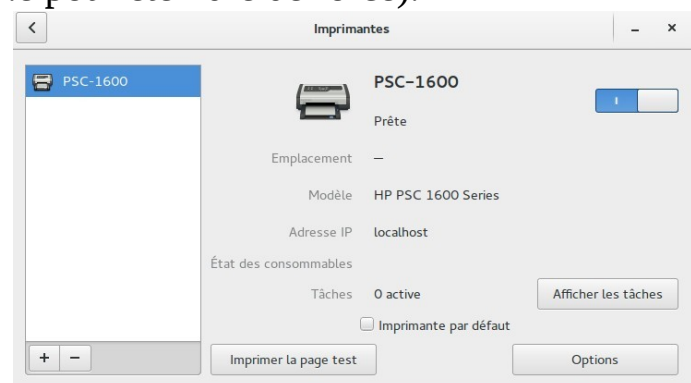 Imprimantes
PSC-1600
PSC-1600
Prête
Emplacement —
Modèle HP PSC 1600 Series
Adresse IP localhost
État des consommables
Tâches 0 active Afficher les tâches
Imprimante par défaut
+ −
Imprimer la page test
Options